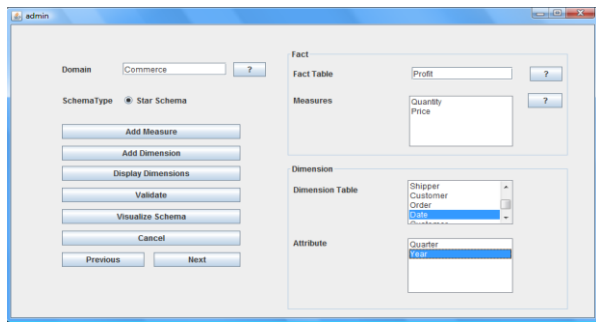 admin
Domain
Commerce
?
SchemaType
Star Schema
Add Measure
Add Dimension
Display Dimensions
Validate
Visualize Schema
Cancel
Previous
Next
Fact
Fact Table
Profit
?
Measures
Quantity
Price
?
Dimension
Dimension Table
Shipper
Customer
Order
Date
Attribute
Quarter
Year